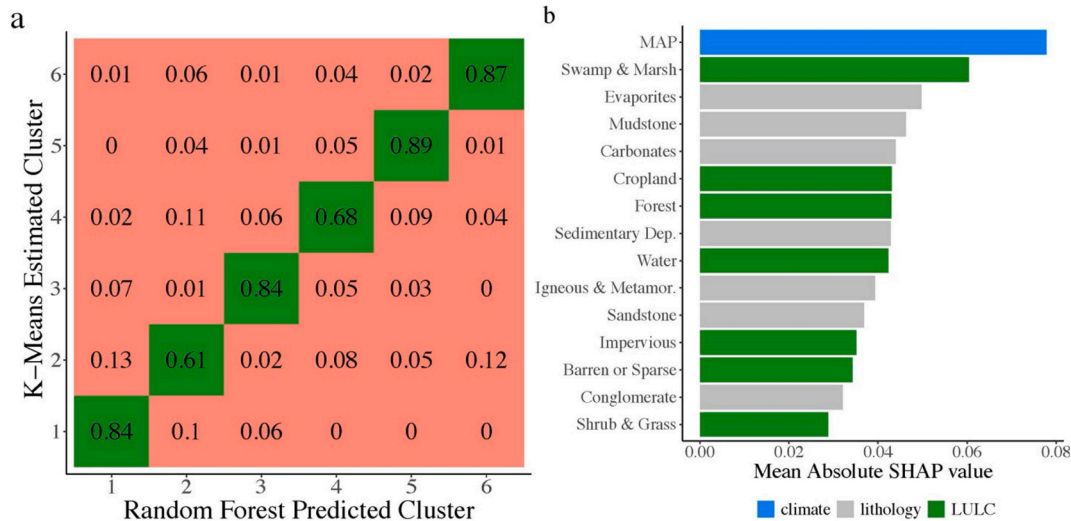 a
K-Means Estimated Cluster
6
0.01 0.06 0.01 0.04 0.02 0.87
5
0 0.04 0.01 0.05 0.89 0.01
4
0.02 0.11 0.06 0.68 0.09 0.04
3
0.07 0.01 0.84 0.05 0.03 0
2
0.13 0.61 0.02 0.08 0.05 0.12
1
0.84 0.1 0.06 0 0 0
1 2 3 4 5 6
Random Forest Predicted Cluster
b
MAP
Swamp & Marsh
Evaporites
Mudstone
Carbonates
Cropland
Forest
Sedimentary Dep.
Water
Igneous & Metamor.
Sandstone
Impervious
Barren or Sparse
Conglomerate
Shrub & Grass
0.00 0.02 0.04 0.06 0.08
Mean Absolute SHAP value
climate lithology LULC